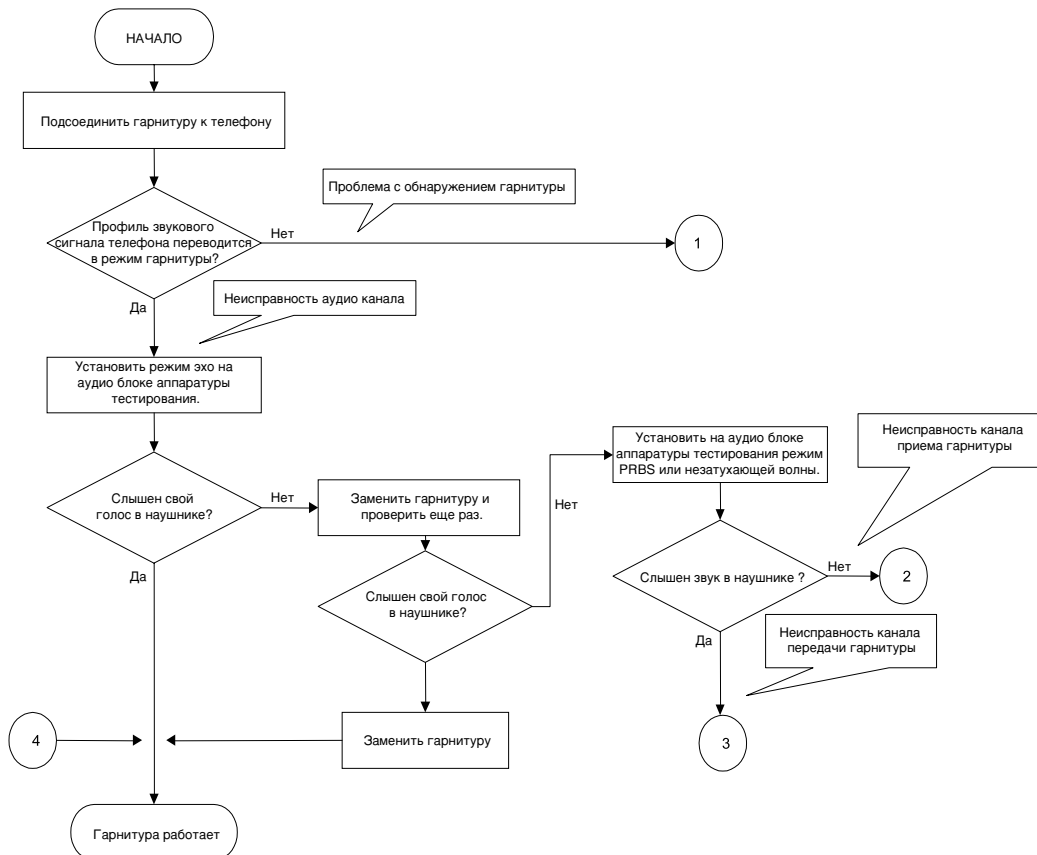 НАЧАЛО
Подсоединить гарнитуру к телефону
Проблема с обнаружением гарнитуры
Профиль звукового
сигнала телефона переводится
в режим гарнитуры?
Нет
1
Да
Неисправность аудио канала
Установить режим эхо на
аудио блоке аппаратуры
тестирования.
Слышен свой
голос в наушнике?
Нет
Да
Заменить гарнитуру и
проверить еще раз.
Слышен свой голос
в наушнике?
Нет
Установить на аудио блоке
аппаратуры тестирования режим
PRBS или незатухающей волны.
Неисправность канала
приема гарнитуры
Слышен звук в наушнике ?
Нет
2
Да
Неисправность канала
передачи гарнитуры
3
4
Заменить гарнитуру
Гарнитура работает